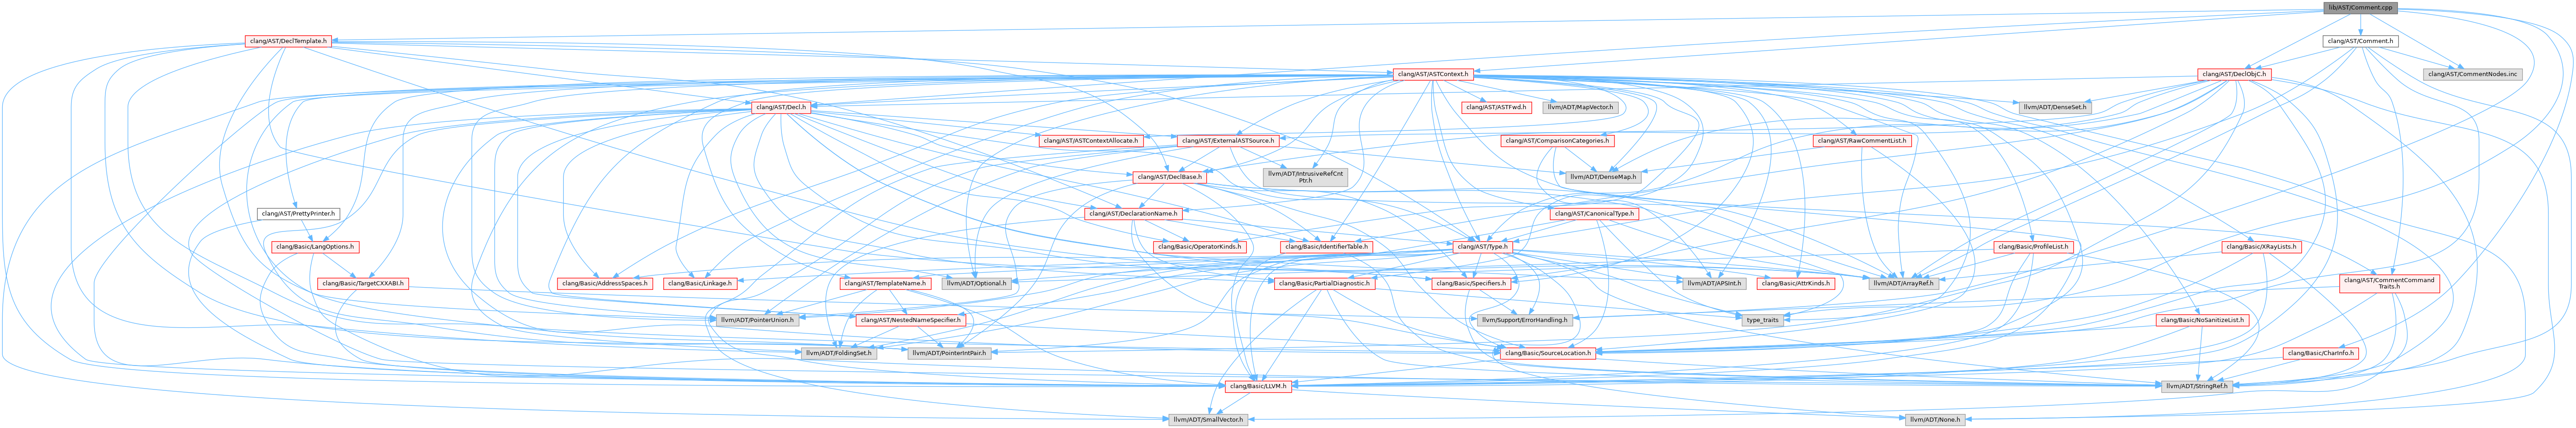 lib/AST/Comment.cpp
clang/AST/DeclTemplate.h
clang/AST/Comment.h
clang/AST/ASTContext.h
clang/AST/DeclObjC.h
clang/AST/CommentNodes.inc
clang/AST/Decl.h
clang/AST/ASTFwd.h
llvm/ADT/MapVector.h
llvm/ADT/DenseSet.h
clang/AST/ASTContextAllocate.h
clang/AST/ExternalASTSource.h
clang/AST/ComparisonCategories.h
clang/AST/RawCommentList.h
clang/AST/DeclBase.h
llvm/ADT/IntrusiveRefCnt
Ptr.h
llvm/ADT/DenseMap.h
clang/AST/PrettyPrinter.h
clang/AST/DeclarationName.h
clang/AST/CanonicalType.h
clang/Basic/LangOptions.h
clang/Basic/OperatorKinds.h
clang/Basic/IdentifierTable.h
clang/AST/Type.h
clang/Basic/ProfileList.h
clang/Basic/XRayLists.h
clang/Basic/TargetCXXABI.h
clang/Basic/AddressSpaces.h
clang/Basic/Linkage.h
clang/AST/TemplateName.h
llvm/ADT/Optional.h
clang/Basic/PartialDiagnostic.h
clang/Basic/Specifiers.h
llvm/ADT/APSInt.h
clang/Basic/AttrKinds.h
llvm/ADT/ArrayRef.h
clang/AST/CommentCommand
Traits.h
llvm/ADT/PointerUnion.h
clang/AST/NestedNameSpecifier.h
llvm/Support/ErrorHandling.h
type_traits
clang/Basic/NoSanitizeList.h
llvm/ADT/FoldingSet.h
llvm/ADT/PointerIntPair.h
clang/Basic/SourceLocation.h
clang/Basic/CharInfo.h
clang/Basic/LLVM.h
llvm/ADT/StringRef.h
llvm/ADT/SmallVector.h
llvm/ADT/None.h